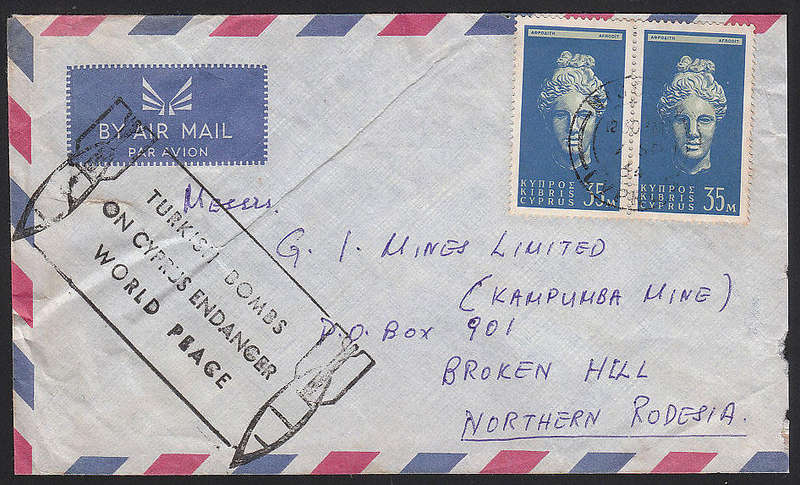 BY AIR MAIL
PAR AVION
ΑΦΡΟΔΙΤΗ AFRODIT
ΚΥΠΡΟΣ
KIBRIS
CYPRUS 35M
ΑΦΡΟΔΙΤΗ AFRODIT
ΚΥΠΡΟΣ
KIBRIS
CYPRUS 35M
TURKISH BOMBS
ON CYPRUS ENDANGER
WORLD PEACE
Messrs.
G. I. MINES LIMITED
(KAMPUMBA MINE)
P.O. BOX 901
BROKEN HILL
NORTHERN RODESIA.